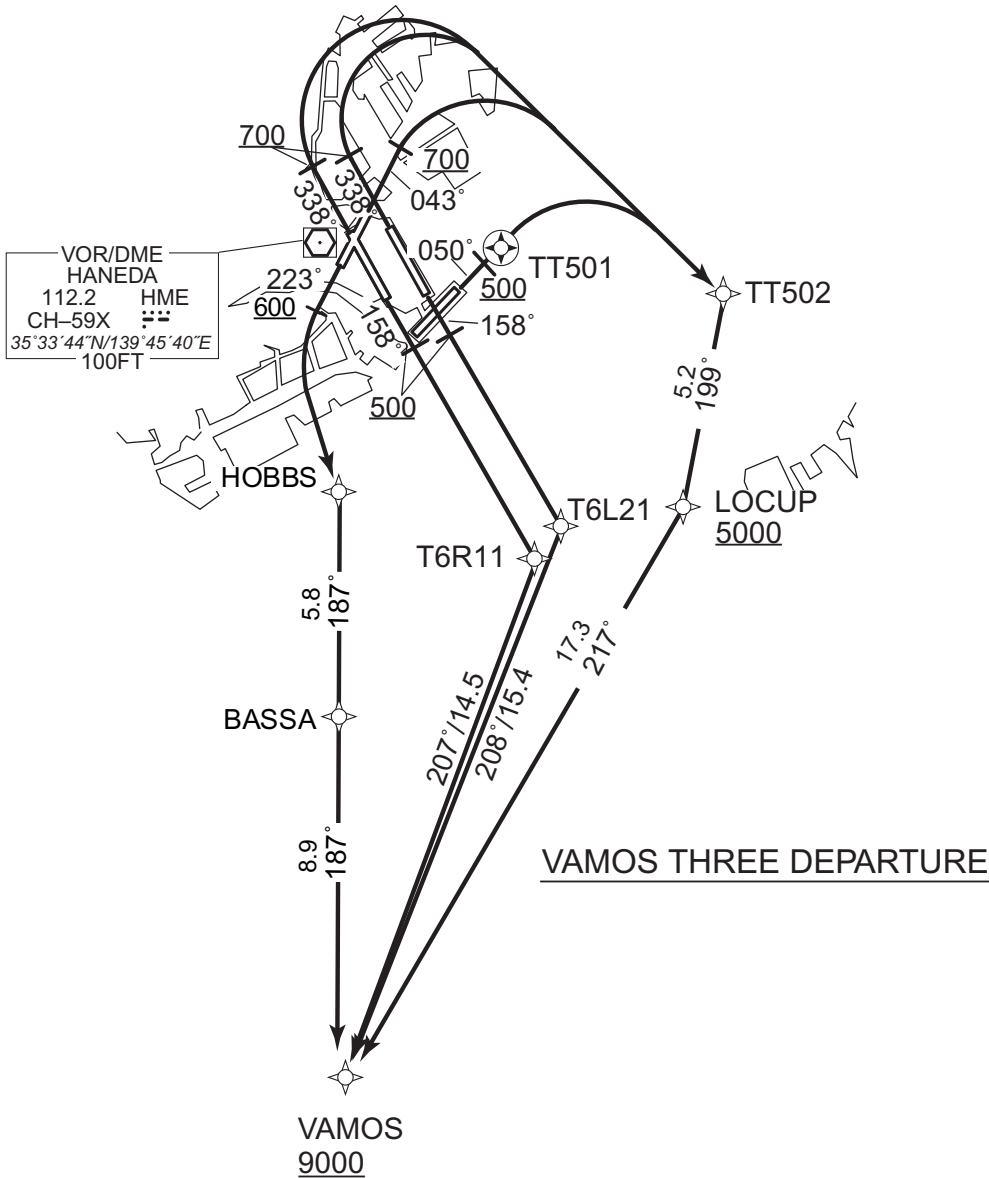 700
338°
338°
700
043°
VOR/DME
HANEDA
112.2 HME
CH–59X
35°33´44˝N/139°45´40˝E
100FT
223°
600
050°
TT501
500
TT502
158°
158°
500
5.2
199°
HOBBS
T6L21
LOCUP
5000
T6R11
5.8
187°
17.3
217°
BASSA
207°/14.5
208°/15.4
8.9
187°
VAMOS THREE DEPARTURE
VAMOS
9000